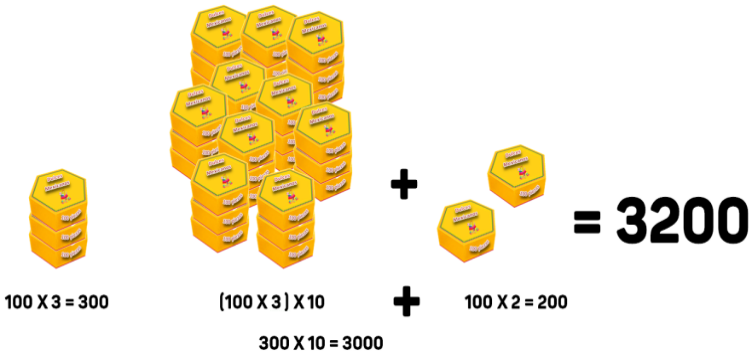 + = 3200
100 X 3 = 300
(100 X 3 ) X 10
+
100 X 2 = 200
300 X 10 = 3000